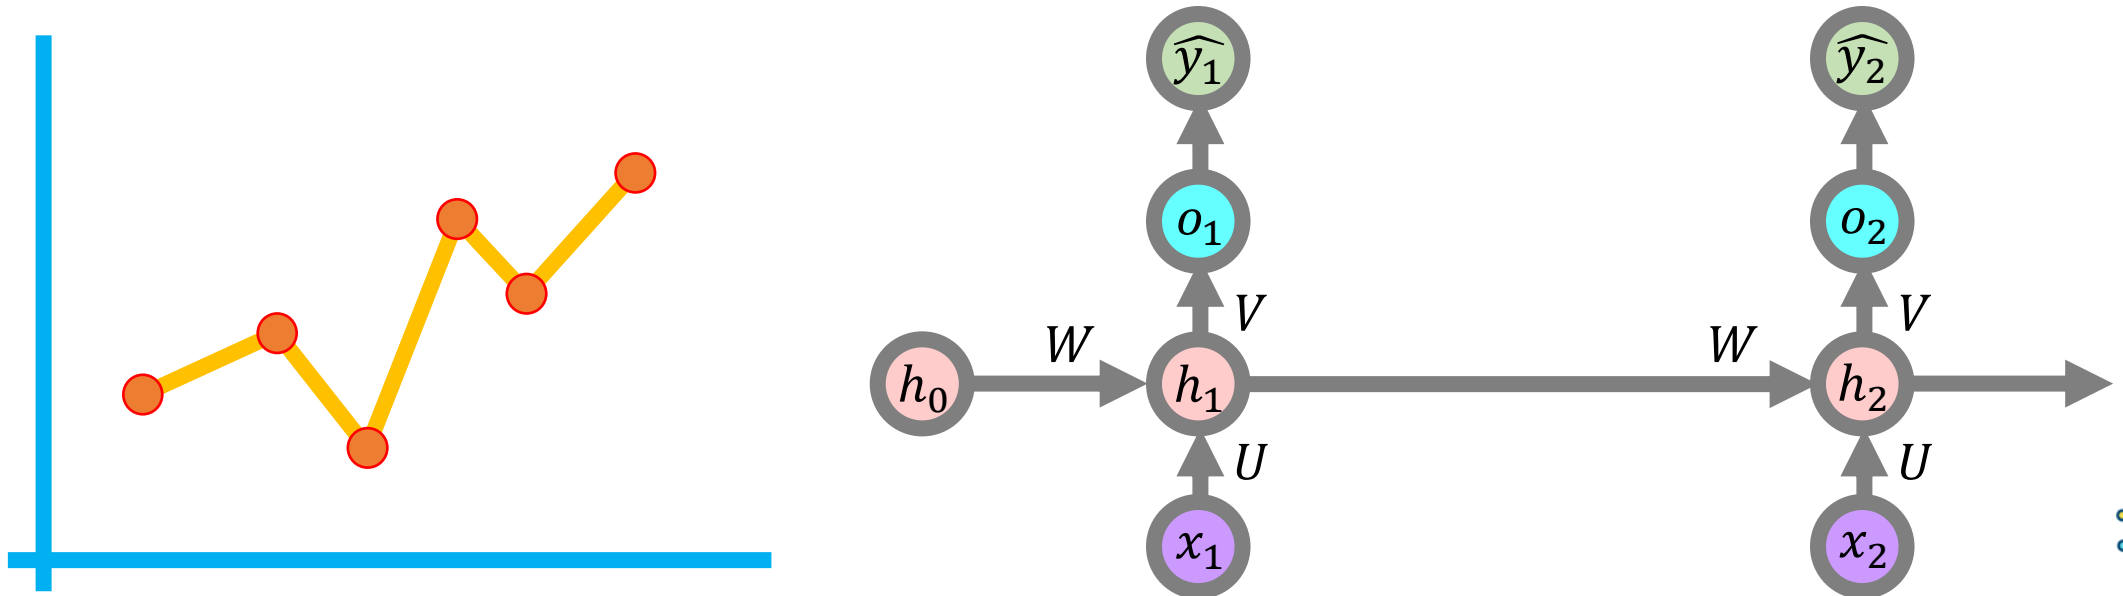 ŷ₁ ŷ₂
o₁ o₂
V V
W W
h₀ h₁ h₂
U U
x₁ x₂